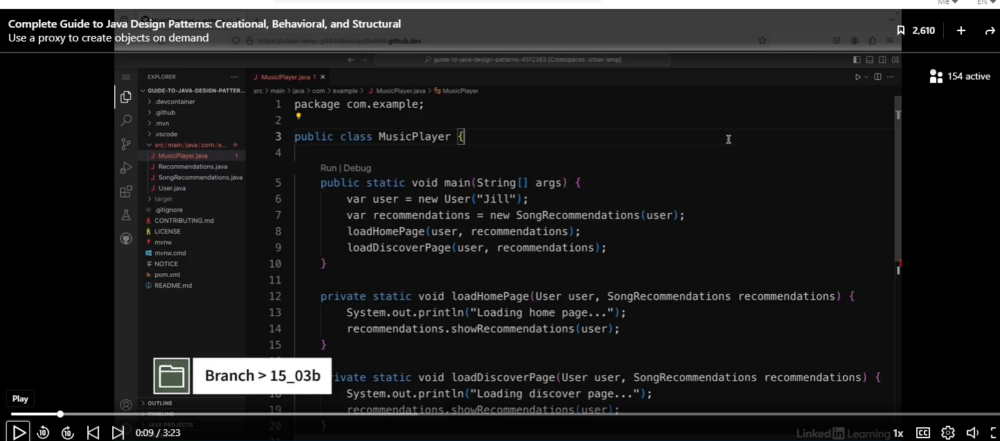 Me
EN
Complete Guide to Java Design Patterns: Creational, Behavioral, and Structural
Use a proxy to create objects on demand
2,610
https://urban-lamp-g45446xwrqq3w999.github.dev
guide-to-java-design-patterns-4512383 [Codespaces: urban lamp]
154 active
EXPLORER
GUIDE-TO-JAVA-DESIGN-PATTER...
.devcontainer
.github
.mvn
.vscode
src/main/java/com/e...
MusicPlayer.java 1
Recommendations.java
SongRecommendations.java
User.java
target
.gitignore
CONTRIBUTING.md
LICENSE
mvnw
mvnw.cmd
NOTICE
pom.xml
README.md
OUTLINE
TIMELINE
JAVA PROJECTS
MusicPlayer.java 1
src > main > java > com > example > MusicPlayer.java > MusicPlayer
1 package com.example;
2
3 public class MusicPlayer {
4
Run | Debug
5 public static void main(String[] args) {
6 var user = new User("Jill");
7 var recommendations = new SongRecommendations(user);
8 loadHomePage(user, recommendations);
9 loadDiscoverPage(user, recommendations);
10 }
11
12 private static void loadHomePage(User user, SongRecommendations recommendations) {
13 System.out.println("Loading home page...");
14 recommendations.showRecommendations(user);
15 }
ivate static void loadDiscoverPage(User user, SongRecommendations recommendations) {
18 System.out.println("Loading discover page...");
19 recommendations.showRecommendations(user);
20 }
Branch > 15_03b
Play
10
10
0:09 / 3:23
LinkedIn Learning
1x
CC